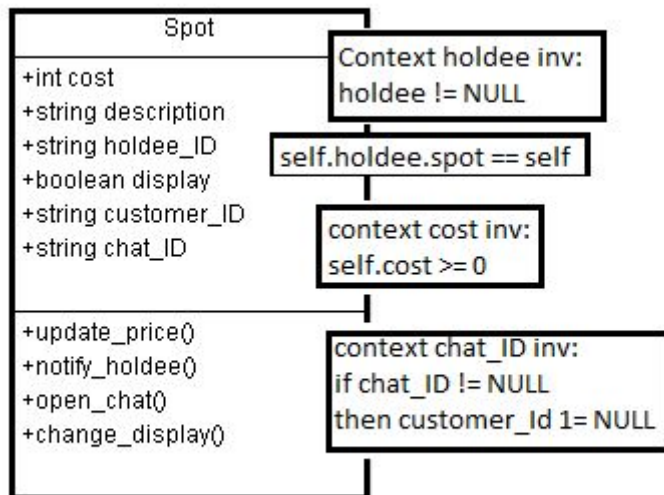 Spot
+int cost
+string description
+string holdee_ID
+boolean display
+string customer_ID
+string chat_ID
+update_price()
+notify_holdee()
+open_chat()
+change_display()
Context holdee inv:
holdee != NULL
self.holdee.spot == self
context cost inv:
self.cost >= 0
context chat_ID inv:
if chat_ID != NULL
then customer_Id 1= NULL